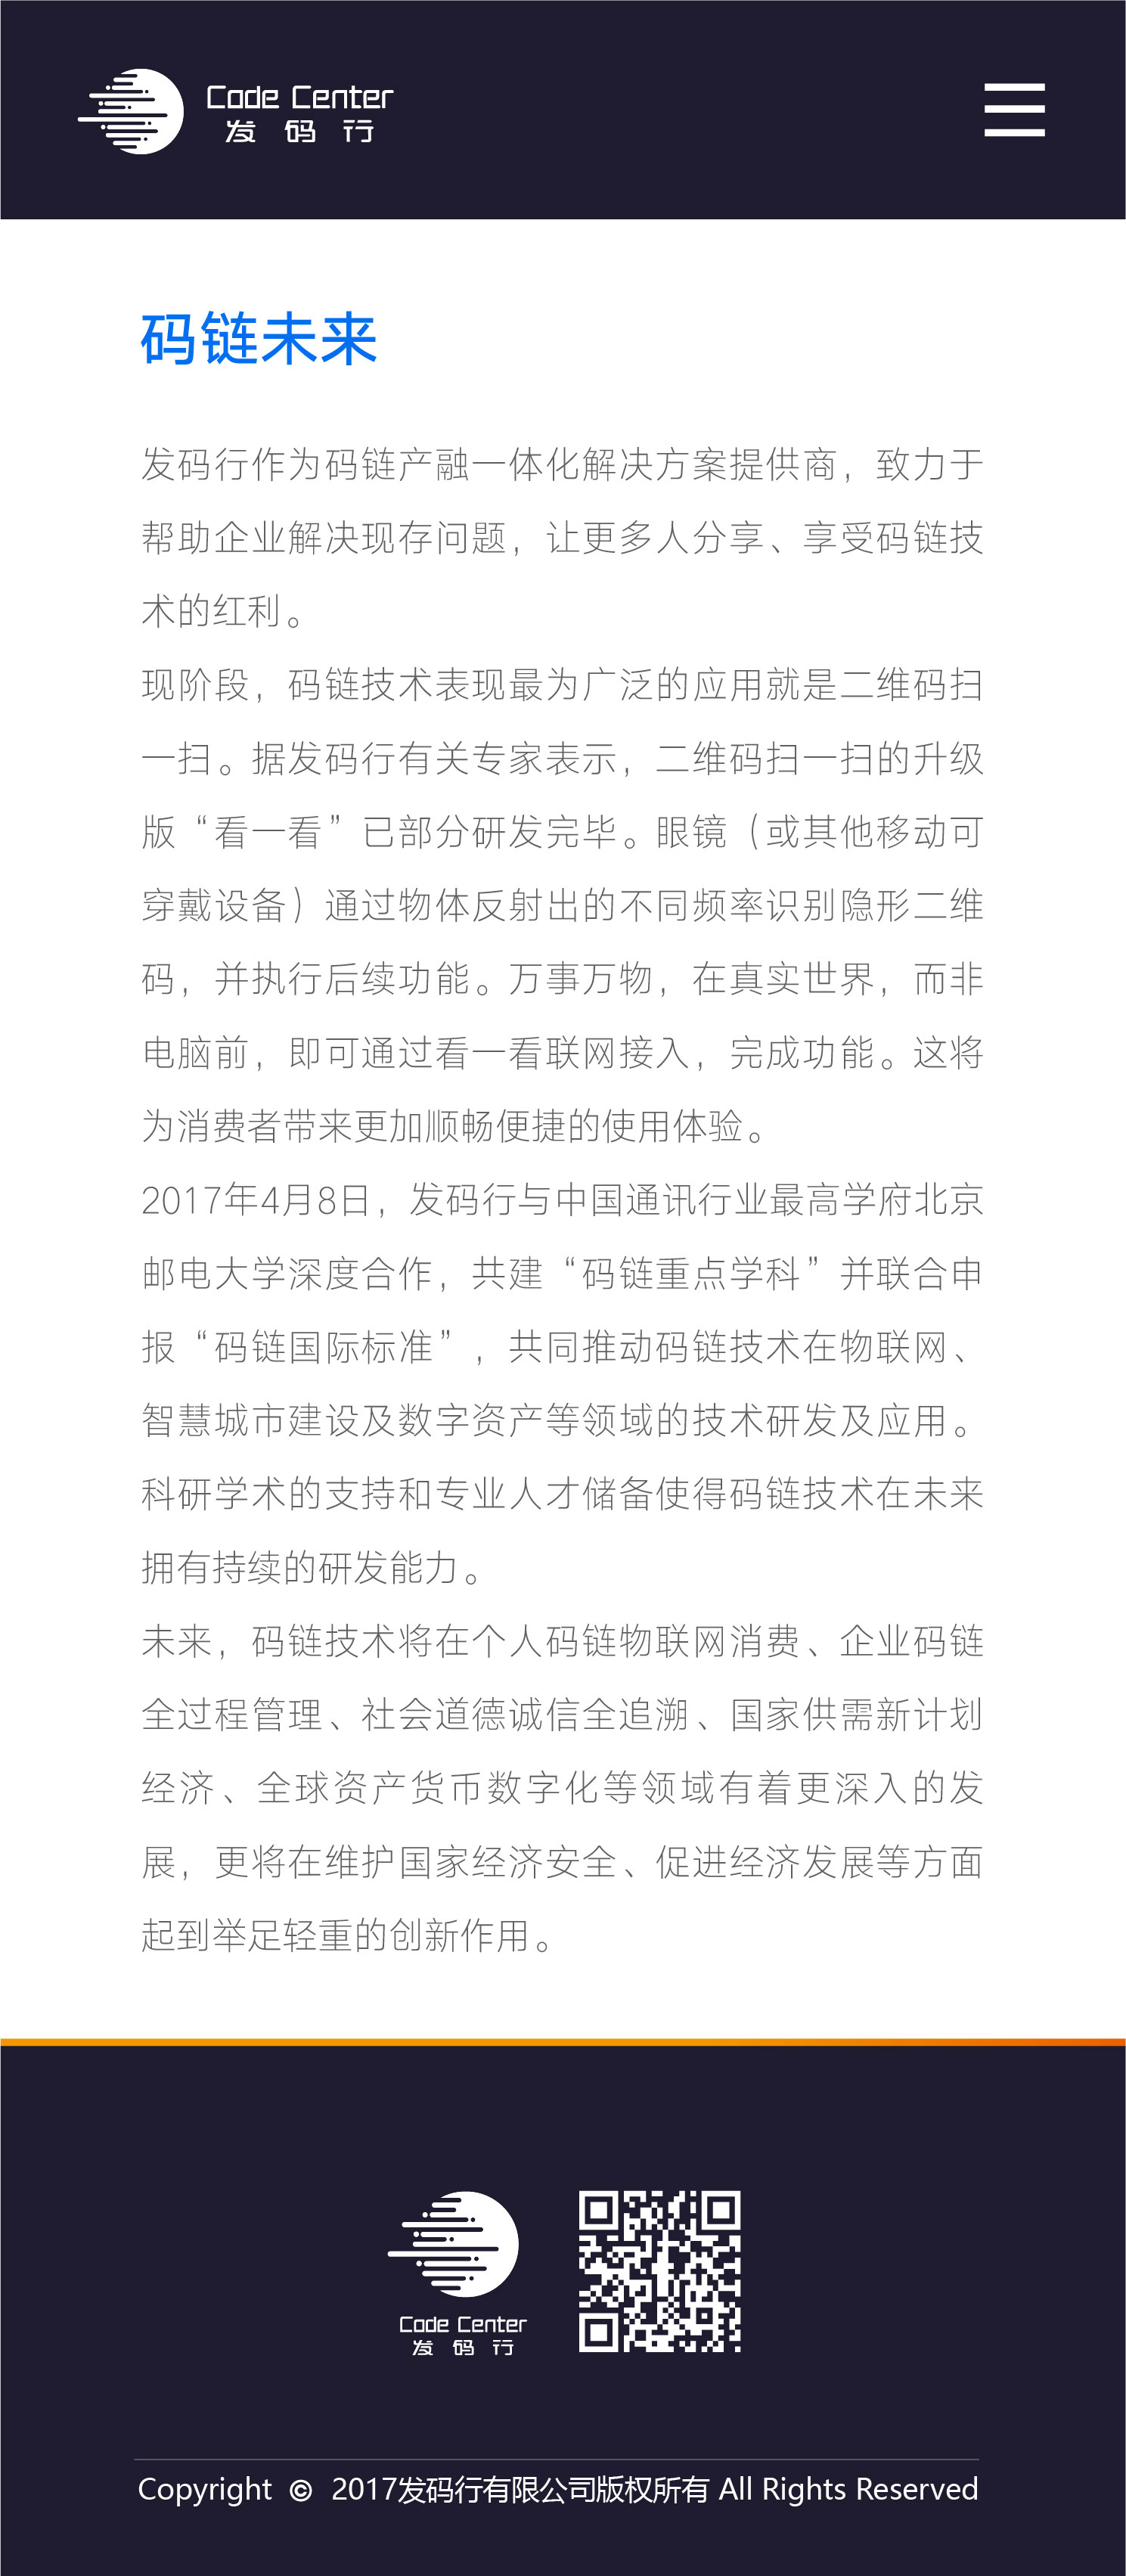 Code Center
发 码 行
码链未来
发码行作为码链产融一体化解决方案提供商，致力于
帮助企业解决现存问题，让更多人分享、享受码链技
术的红利。
现阶段，码链技术表现最为广泛的应用就是二维码扫
一扫。据发码行有关专家表示，二维码扫一扫的升级
版“看一看”已部分研发完毕。眼镜（或其他移动可
穿戴设备）通过物体反射出的不同频率识别隐形二维
码，并执行后续功能。万事万物，在真实世界，而非
电脑前，即可通过看一看联网接入，完成功能。这将
为消费者带来更加顺畅便捷的使用体验。
2017年4月8日，发码行与中国通讯行业最高学府北京
邮电大学深度合作，共建“码链重点学科”并联合申
报“码链国际标准”，共同推动码链技术在物联网、
智慧城市建设及数字资产等领域的技术研发及应用。
科研学术的支持和专业人才储备使得码链技术在未来
拥有持续的研发能力。
未来，码链技术将在个人码链物联网消费、企业码链
全过程管理、社会道德诚信全追溯、国家供需新计划
经济、全球资产货币数字化等领域有着更深入的发
展，更将在维护国家经济安全、促进经济发展等方面
起到举足轻重的创新作用。
Code Center
发 码 行
Copyright © 2017发码行有限公司版权所有 All Rights Reserved